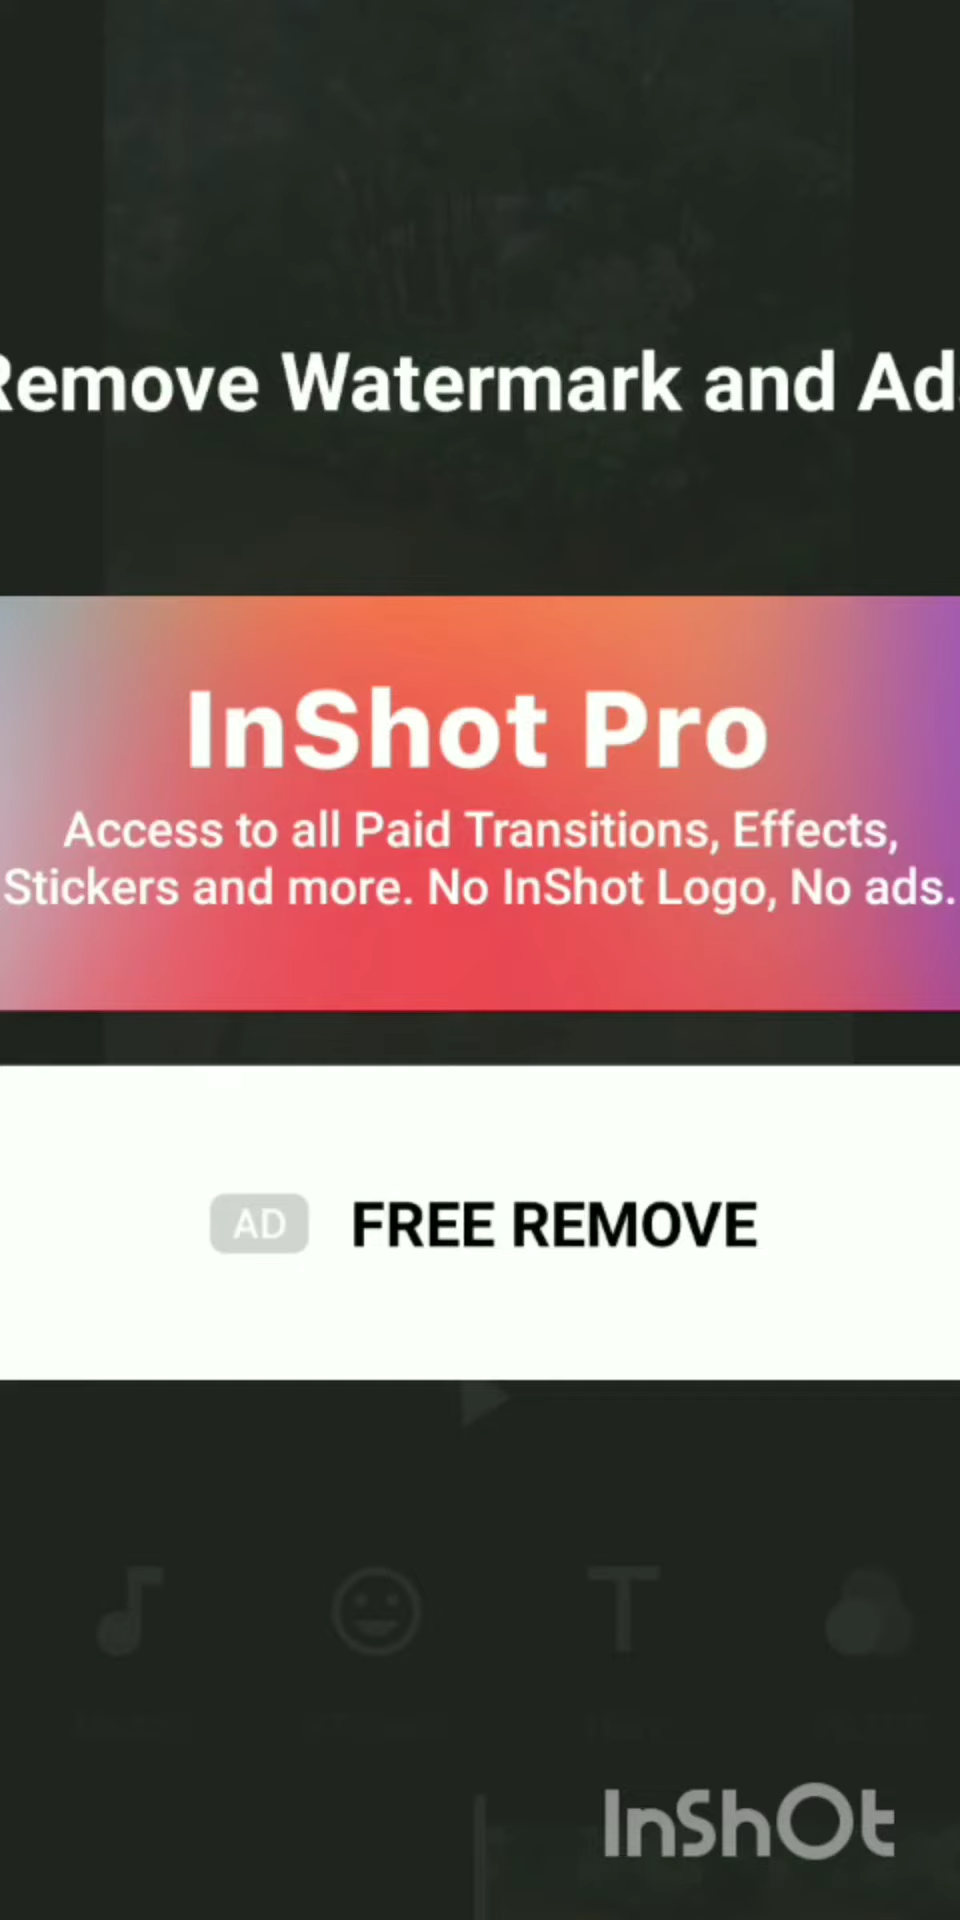 Remove Watermark and Ads
InShot Pro
Access to all Paid Transitions, Effects,
Stickers and more. No InShot Logo, No ads.
AD FREE REMOVE
InShOt